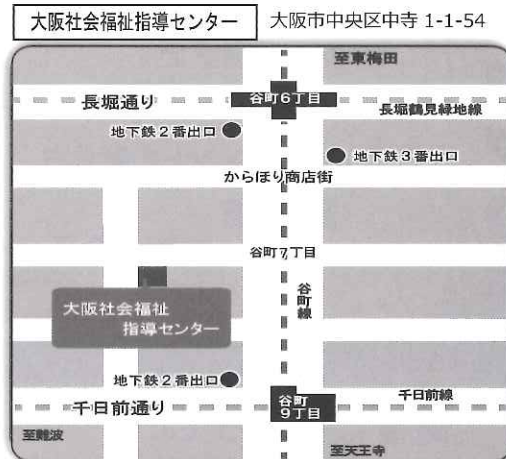 大阪社会福祉指導センター 大阪市中央区中寺 1-1-54
至東梅田
長堀通り
谷町6丁目
長堀鶴見緑地線
地下鉄2番出口
地下鉄3番出口
からほり商店街
谷町7丁目
谷町線
大阪社会福祉
指導センター
地下鉄2番出口
千日前線
千日前通り
谷町
9丁目
至難波
至天王寺